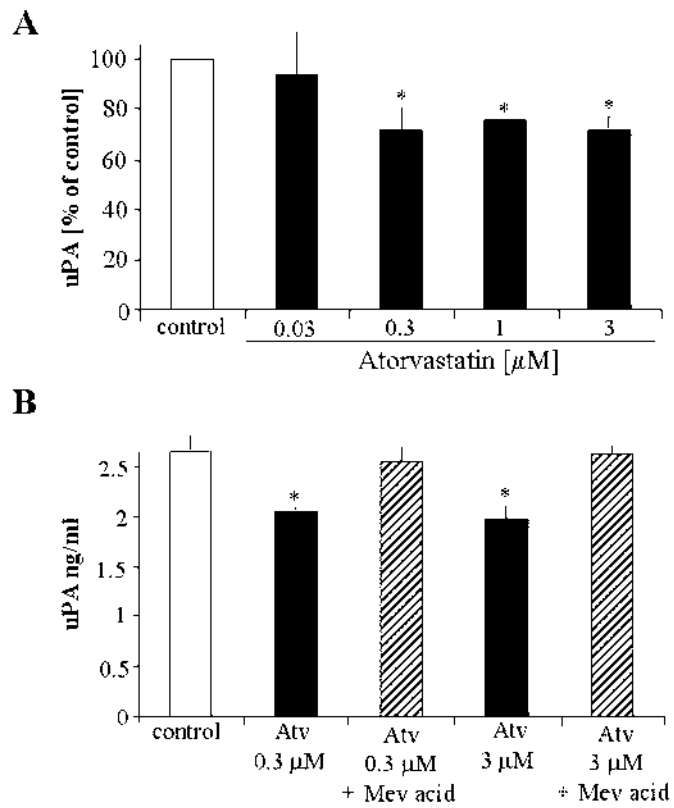 A
uPA [% of control]
100
80
60
40
20
0
* * *
control 0.03 0.3 1 3
Atorvastatin [μM]
B
uPA ng/ml
2.5
2
1.5
1
0.5
0
* *
control Atv Atv Atv Atv
0.3 μM 0.3 μM 3 μM 3 μM
+ Mev acid + Mev acid